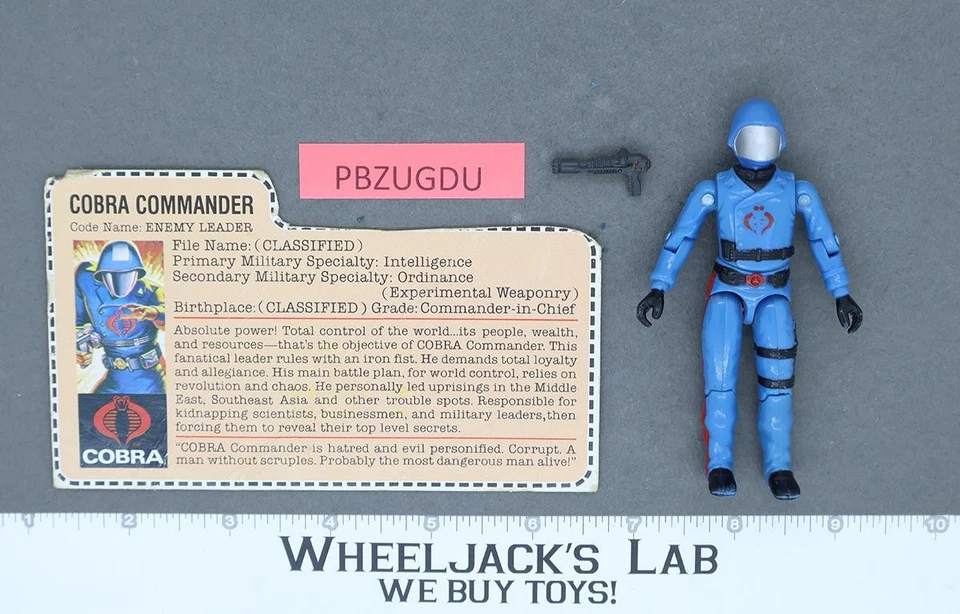 PBZUGDU
COBRA COMMANDER
Code Name: ENEMY LEADER
File Name: (CLASSIFIED)
Primary Military Specialty: Intelligence
Secondary Military Specialty: Ordinance
(Experimental Weaponry)
Birthplace: (CLASSIFIED) Grade: Commander-in-Chief
Absolute power! Total control of the world...its people, wealth,
and resources—that's the objective of COBRA Commander. This
fanatical leader rules with an iron fist. He demands total loyalty
and allegiance. His main battle plan, for world control, relies on
revolution and chaos. He personally led uprisings in the Middle
East, Southeast Asia and other trouble spots. Responsible for
kidnapping scientists, businessmen, and military leaders, then
forcing them to reveal their top level secrets.
"COBRA Commander is hatred and evil personified. Corrupt. A
man without scruples. Probably the most dangerous man alive!"
COBRA
1 2 3 4 5 6 7 8 9 10
WHEELJACK'S LAB
WE BUY TOYS!